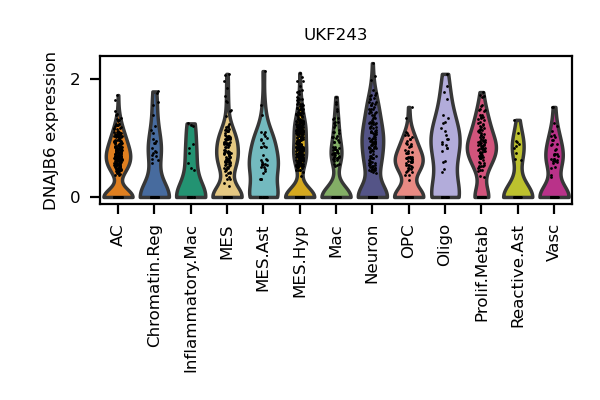 UKF243
DNAJB6 expression
2
0
AC
Chromatin.Reg
Inflammatory.Mac
MES
MES.Ast
MES.Hyp
Mac
Neuron
OPC
Oligo
Prolif.Metab
Reactive.Ast
Vasc